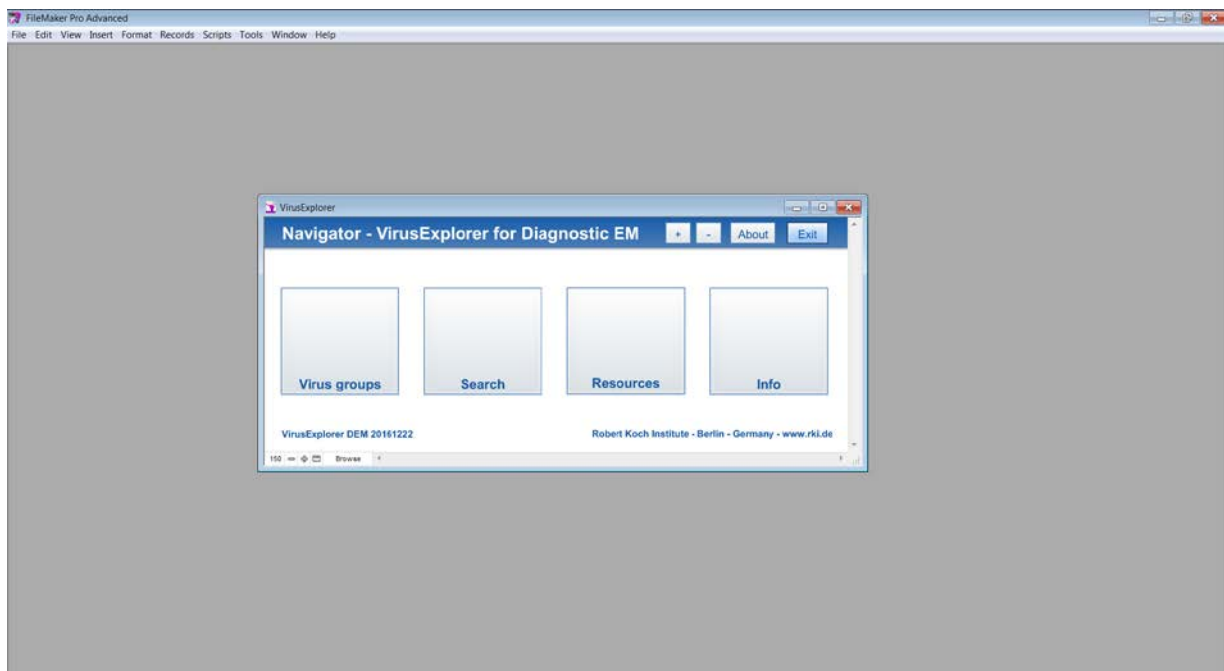 FileMaker Pro Advanced
File Edit View Insert Format Records Scripts Tools Window Help
VirusExplorer
Navigator - VirusExplorer for Diagnostic EM + - About Exit
Virus groups Search Resources Info
VirusExplorer DEM 20161222 Robert Koch Institute - Berlin - Germany - www.rki.de
150 Browse